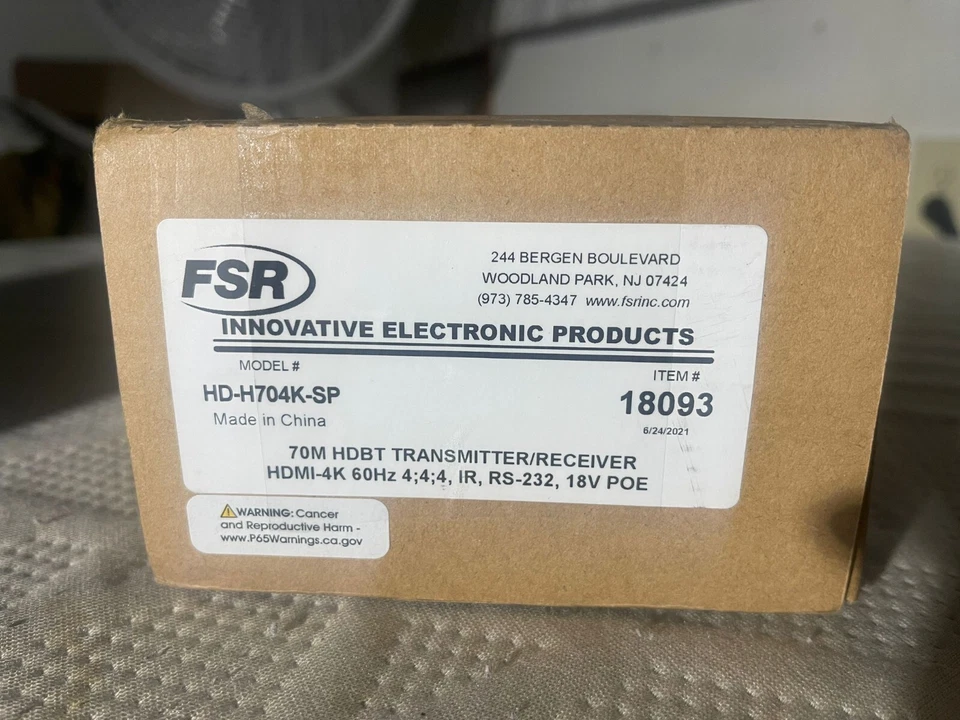 FSR
244 BERGEN BOULEVARD
WOODLAND PARK, NJ 07424
(973) 785-4347 www.fsrinc.com
INNOVATIVE ELECTRONIC PRODUCTS
MODEL #
HD-H704K-SP
Made in China
ITEM #
18093
6/24/2021
70M HDBT TRANSMITTER/RECEIVER
HDMI-4K 60Hz 4;4;4, IR, RS-232, 18V POE
⚠WARNING: Cancer
and Reproductive Harm -
www.P65Warnings.ca.gov